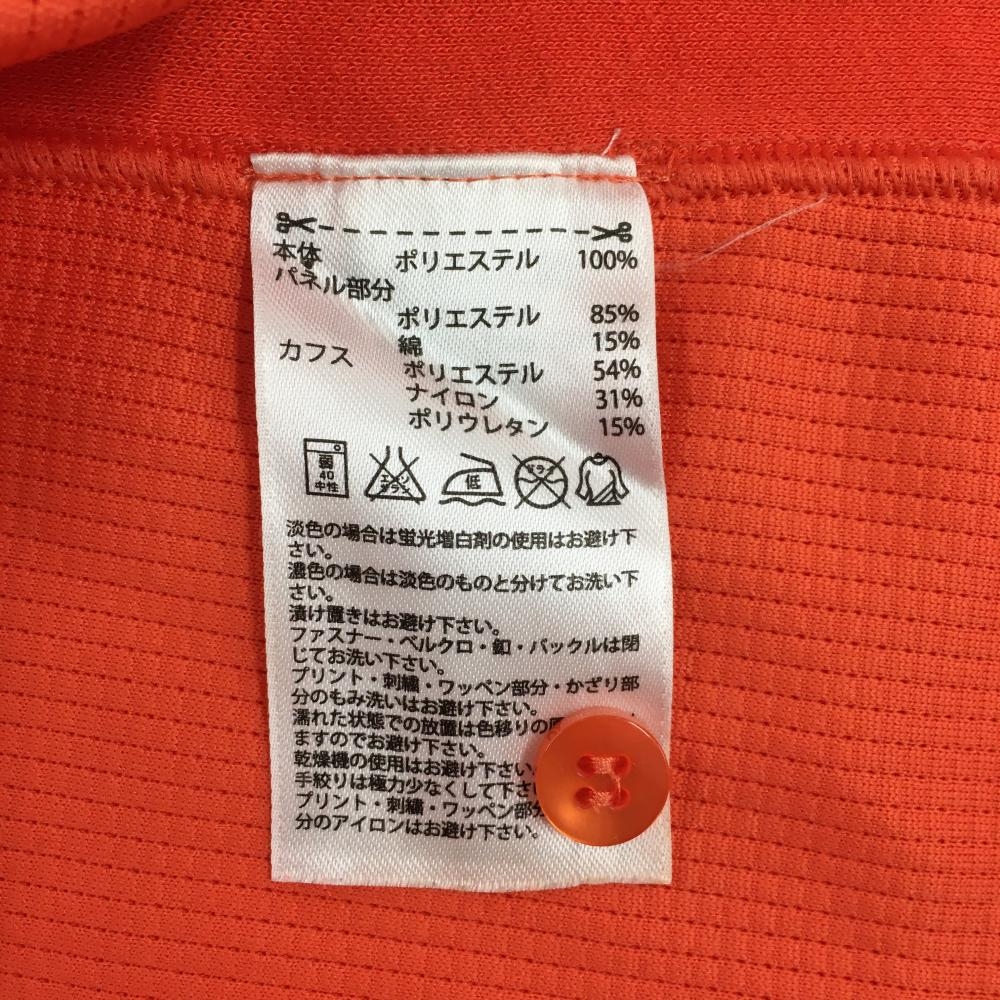 本体 ポリエステル 100%
パネル部分
ポリエステル 85%
綿 15%
カフス ポリエステル 54%
ナイロン 31%
ポリウレタン 15%
弱 40 中性 エンソ サラシ 低 ドライ
淡色の場合は蛍光増白剤の使用はお避け下
さい。
濃色の場合は淡色のものと分けてお洗い下
さい。
漬け置きはお避け下さい。
ファスナー・ベルクロ・釦・バックルは閉
じてお洗い下さい。
プリント・刺繍・ワッペン部分・かざり部
分のもみ洗いはお避け下さい。
濡れた状態での放置は色移りの
ますのでお避け下さい。
乾燥機の使用はお避け下さい。
手絞りは極力少なくして下さ
プリント・刺繍・ワッペン部分
分のアイロンはお避け下さい。